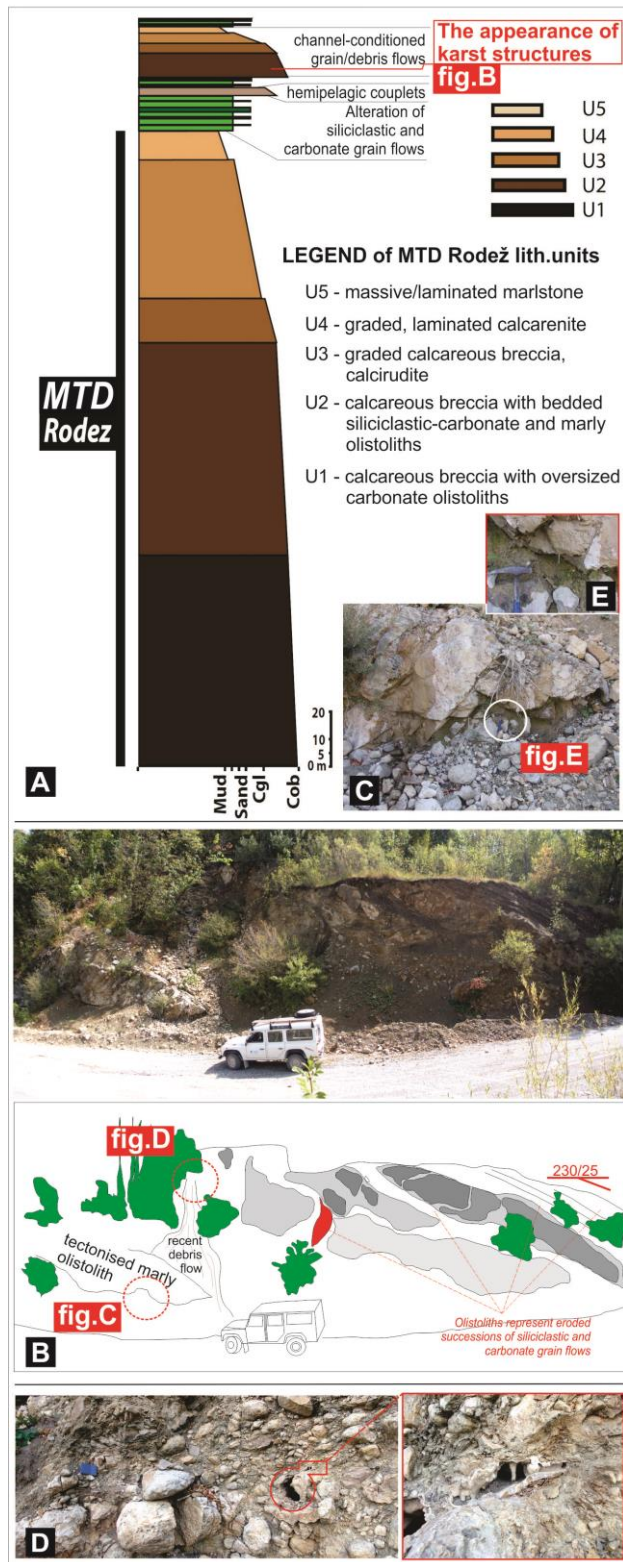 channel-conditioned
grain/debris flows
The appearance of
karst structures
fig.B
hemipelagic couplets
Alteration of
siliciclastic and
carbonate grain flows
U5
U4
U3
U2
U1
LEGEND of MTD Rodež lith.units
U5 - massive/laminated marlstone
U4 - graded, laminated calcarenite
U3 - graded calcareous breccia,
calcirudite
U2 - calcareous breccia with bedded
siliciclastic-carbonate and marly
olistoliths
U1 - calcareous breccia with oversized
carbonate olistoliths
MTD
Rodez
E
20
10
5
0 m
fig.E
Mud
Sand
Cgl
Cob
A
C
fig.D
230/25
tectonised marly
olistolith
recent
debris
flow
fig.C
Olistoliths represent eroded
successions of siliciclastic and
carbonate grain flows
B
D